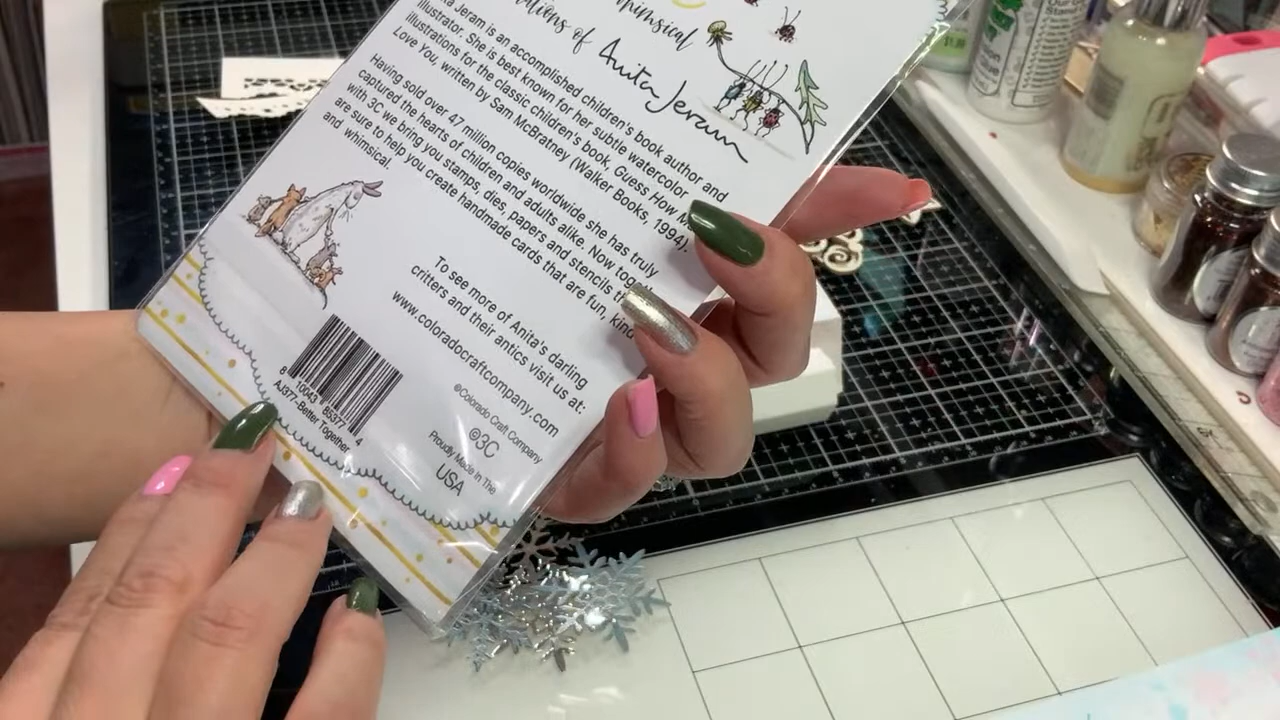 whimsical
of Anita Jeram
Jeram is an accomplished children's book author and
illustrator. She is best known for her subtle watercolor
illustrations for the classic children's book, Guess How
Love You, written by Sam McBratney (Walker Books, 1994).
Having sold over 47 million copies worldwide she has truly
captured the hearts of children and adults alike. Now
with 3C we bring you stamps, dies, papers and stencils
are sure to help you create handmade cards that are fun,
and whimsical.
To see more of Anita's darling
critters and their antics visit us at:
www.coloradocraftcompany.com
8 10043 85377 4
AJ377-Better Together
©Colorado Craft Company
@3C
Proudly Made In The
USA